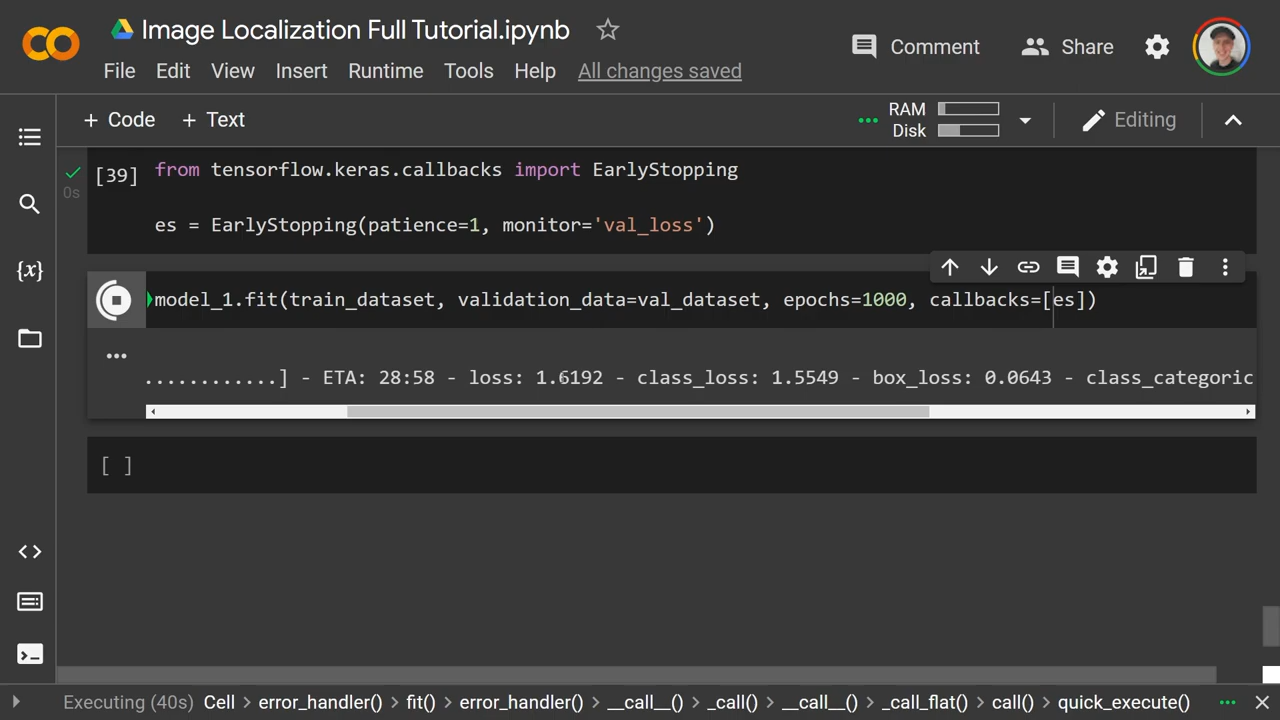 Image Localization Full Tutorial.ipynb
Comment
Share
File Edit View Insert Runtime Tools Help All changes saved
+ Code + Text
RAM
Disk
Editing
[39] from tensorflow.keras.callbacks import EarlyStopping
0s
es = EarlyStopping(patience=1, monitor='val_loss')
{x}
model_1.fit(train_dataset, validation_data=val_dataset, epochs=1000, callbacks=[es])
............] - ETA: 28:58 - loss: 1.6192 - class_loss: 1.5549 - box_loss: 0.0643 - class_categoric
[ ]
Executing (40s) Cell error_handler() fit() error_handler() __call__() _call() __call__() _call_flat() call() quick_execute()